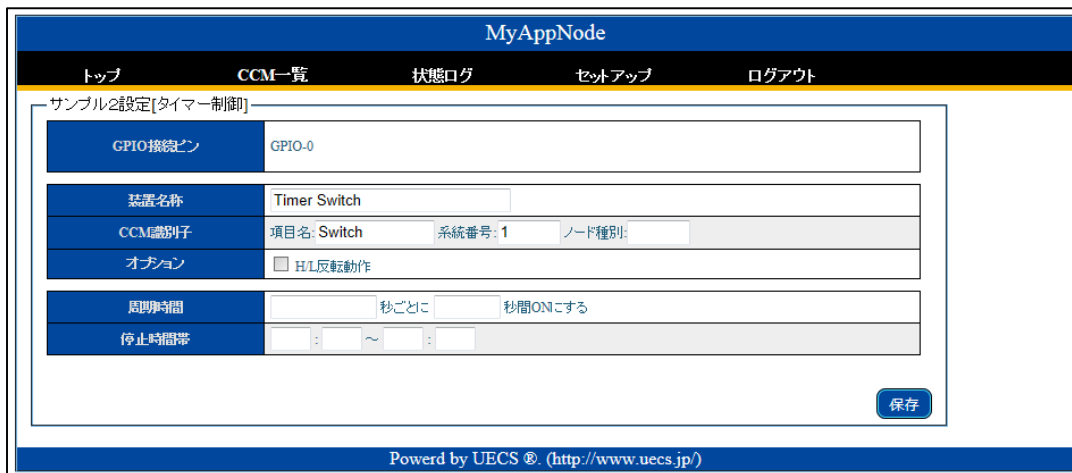 MyAppNode
トップ CCM一覧 状態ログ セットアップ ログアウト
サンプル2設定[タイマー制御]
GPIO接続ピン GPIO-0
装置名称 Timer Switch
CCM識別子 項目名: Switch 系統番号: 1 ノード種別:
オプション H/L反転動作
周期時間 秒ごとに 秒間ONにする
停止時間帯 : ～ :
保存
Powerd by UECS ®. (http://www.uecs.jp/)